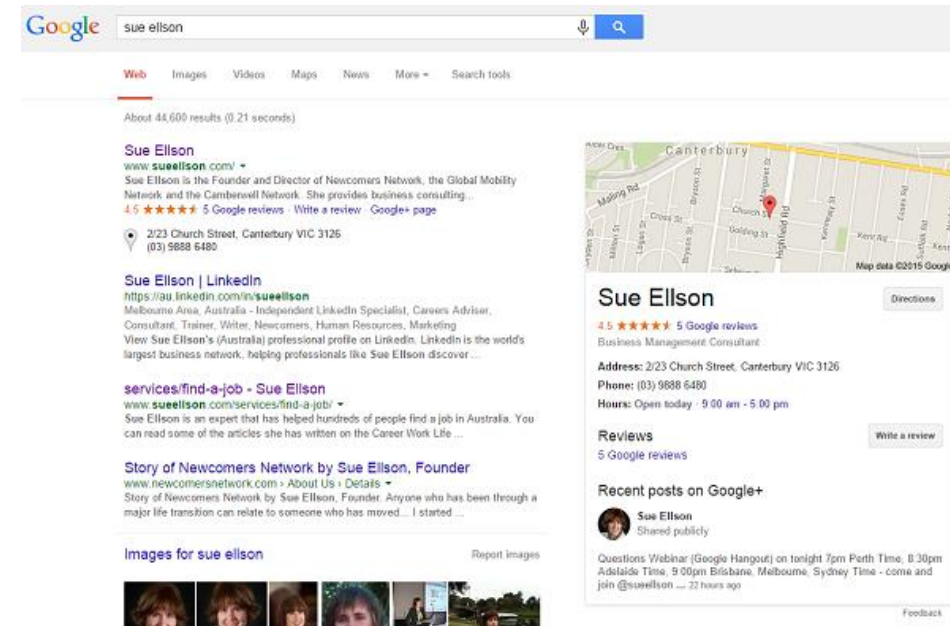 Google
sue ellson
Web Images Videos Maps News More Search tools
About 44,600 results (0.21 seconds)
Sue Ellson
www.sueellson.com/
Sue Ellson is the Founder and Director of Newcomers Network, the Global Mobility
Network and the Camberwell Network. She provides business consulting...
4.5 ★★★★★ 5 Google reviews · Write a review · Google+ page
2/23 Church Street, Canterbury VIC 3126
(03) 9888 6480
Sue Ellson | LinkedIn
https://au.linkedin.com/in/sueellson
Melbourne Area, Australia - Independent LinkedIn Specialist, Careers Adviser,
Consultant, Trainer, Writer, Newcomers, Human Resources, Marketing
View Sue Ellson's (Australia) professional profile on LinkedIn. LinkedIn is the world's
largest business network, helping professionals like Sue Ellson discover ...
services/find-a-job - Sue Ellson
www.sueellson.com/services/find-a-job/
Sue Ellson is an expert that has helped hundreds of people find a job in Australia. You
can read some of the articles she has written on the Career Work Life ...
Story of Newcomers Network by Sue Ellson, Founder
www.newcomersnetwork.com › About Us › Details
Story of Newcomers Network by Sue Ellson, Founder. Anyone who has been through a
major life transition can relate to someone who has moved... I started ...
Images for sue ellson
Report images
Canterbury
Maling Rd
Cross St
Bryson St
Margaret St
Church St
Golding St
Highfield Rd
Kent Rd
Map data ©2015 Google
Sue Ellson
Directions
4.5 ★★★★★ 5 Google reviews
Business Management Consultant
Address: 2/23 Church Street, Canterbury VIC 3126
Phone: (03) 9888 6480
Hours: Open today · 9:00 am - 5:00 pm
Reviews
Write a review
5 Google reviews
Recent posts on Google+
Sue Ellson
Shared publicly
Questions Webinar (Google Hangout) on tonight 7pm Perth Time, 8:30pm
Adelaide Time, 9:00pm Brisbane, Melbourne, Sydney Time - come and
join @sueellson .... 22 hours ago
Feedback